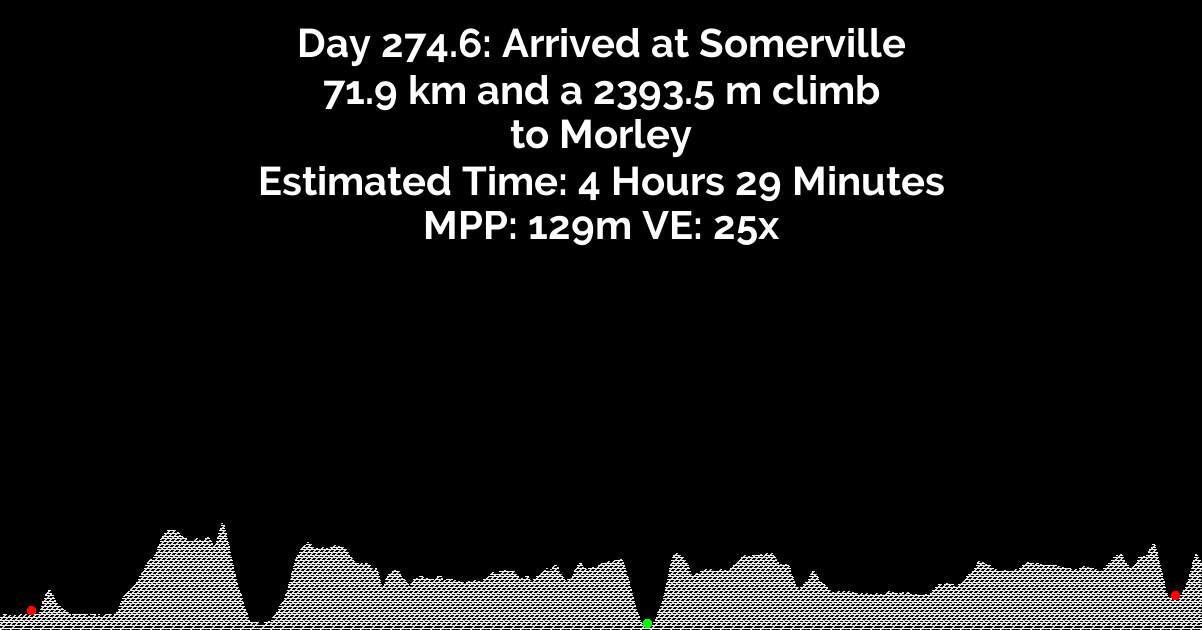 Day 274.6: Arrived at Somerville
71.9 km and a 2393.5 m climb
to Morley
Estimated Time: 4 Hours 29 Minutes
MPP: 129m VE: 25x